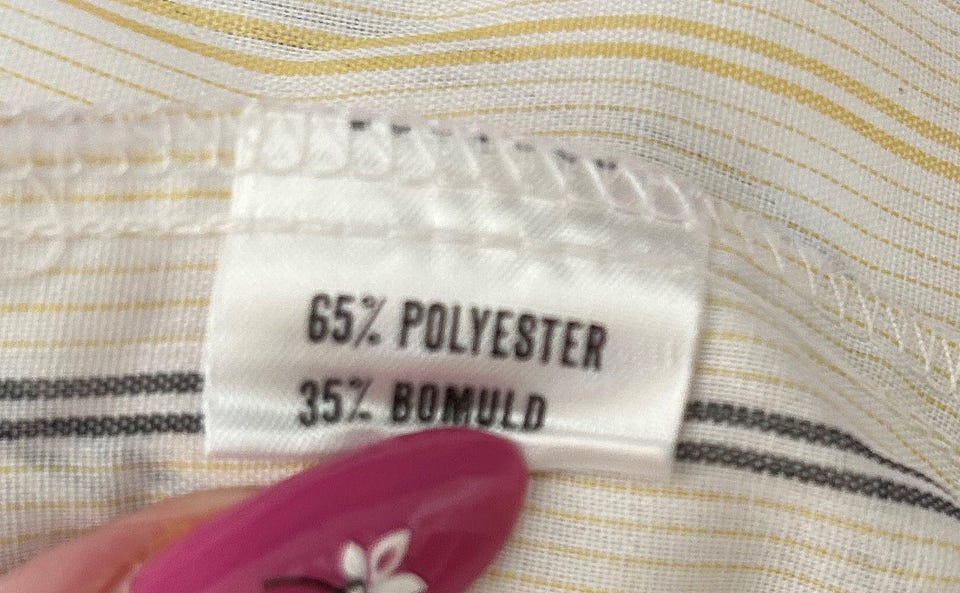 65% POLYESTER
35% BOMULD